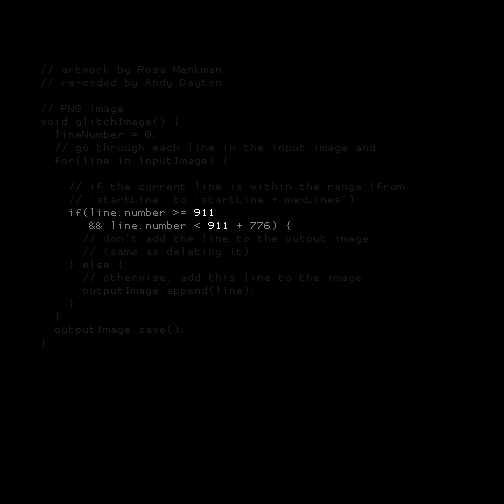 // artwork by Rosa Menkman
// re-coded by Andy Dayton
// PNG image
void glitchImage() {
lineNumber = 0.
// go through each line in the input image and
for(line in inputImage) {
// if the current line is within the range (from
// `startLine` to `startLine + maxLines`)
if(line.number >= 911
&& line.number < 911 + 776) {
// don't add the line to the output image
// (same as deleting it)
} else {
// otherwise, add this line to the image
outputImage.append(line).
}
}
outputImage.save();
}